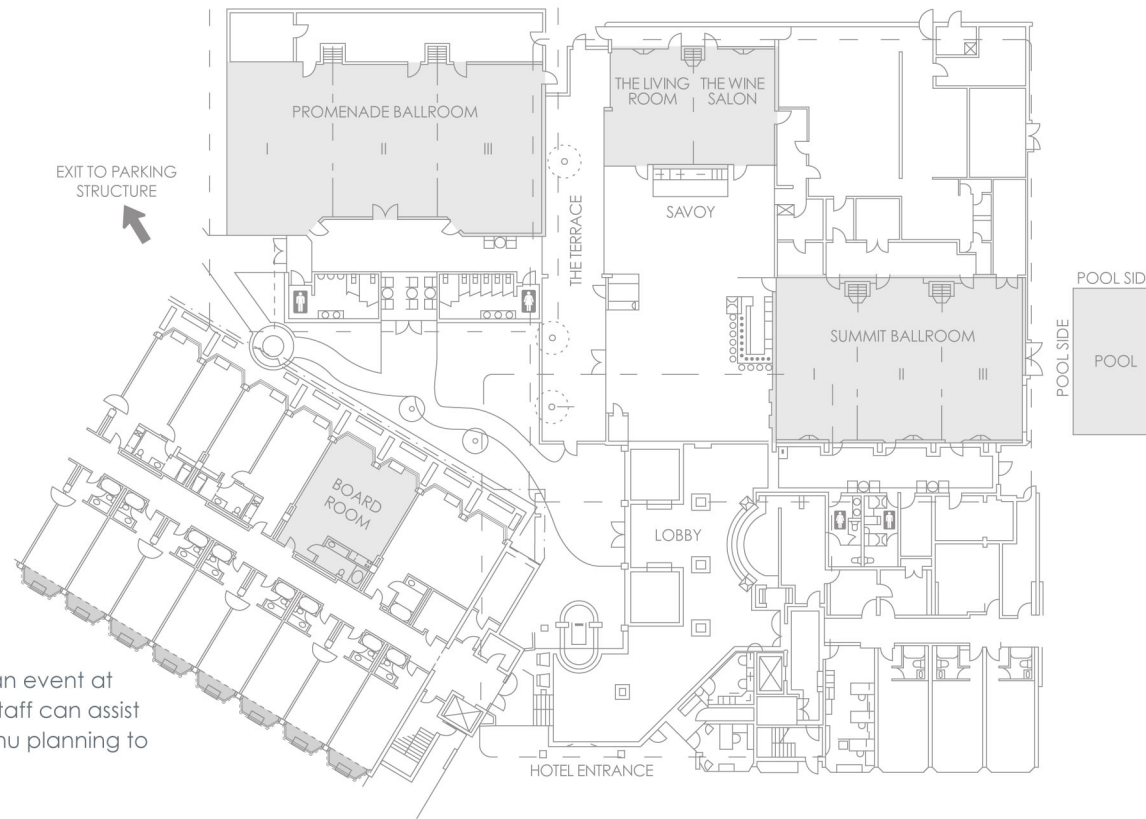 THE LIVING
ROOM
THE WINE
SALON
PROMENADE BALLROOM
I
II
III
EXIT TO PARKING
STRUCTURE
SAVOY
THE TERRACE
POOL SID
SUMMIT BALLROOM
I
II
III
POOL SIDE
POOL
BOARD
ROOM
LOBBY
an event at
taff can assist
nu planning to
HOTEL ENTRANCE